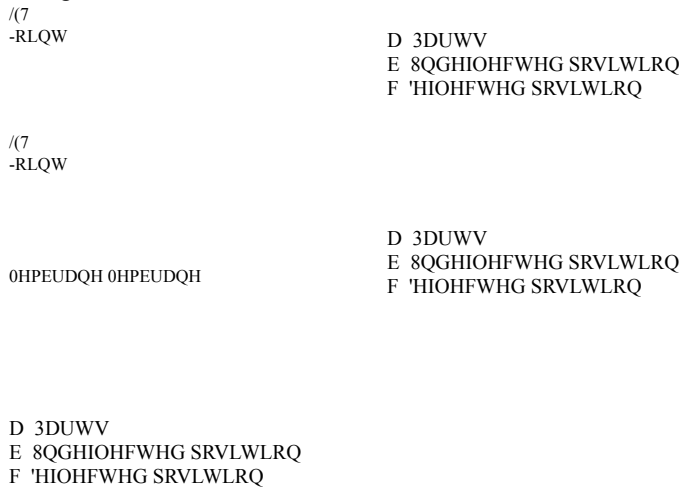 /(7
-RLQW
D 3DUWV
E 8QGHIOHFWHG SRVLWLRQ
F 'HIOHFWHG SRVLWLRQ
/(7
-RLQW
D 3DUWV
E 8QGHIOHFWHG SRVLWLRQ
F 'HIOHFWHG SRVLWLRQ
0HPEUDQH 0HPEUDQH
D 3DUWV
E 8QGHIOHFWHG SRVLWLRQ
F 'HIOHFWHG SRVLWLRQ